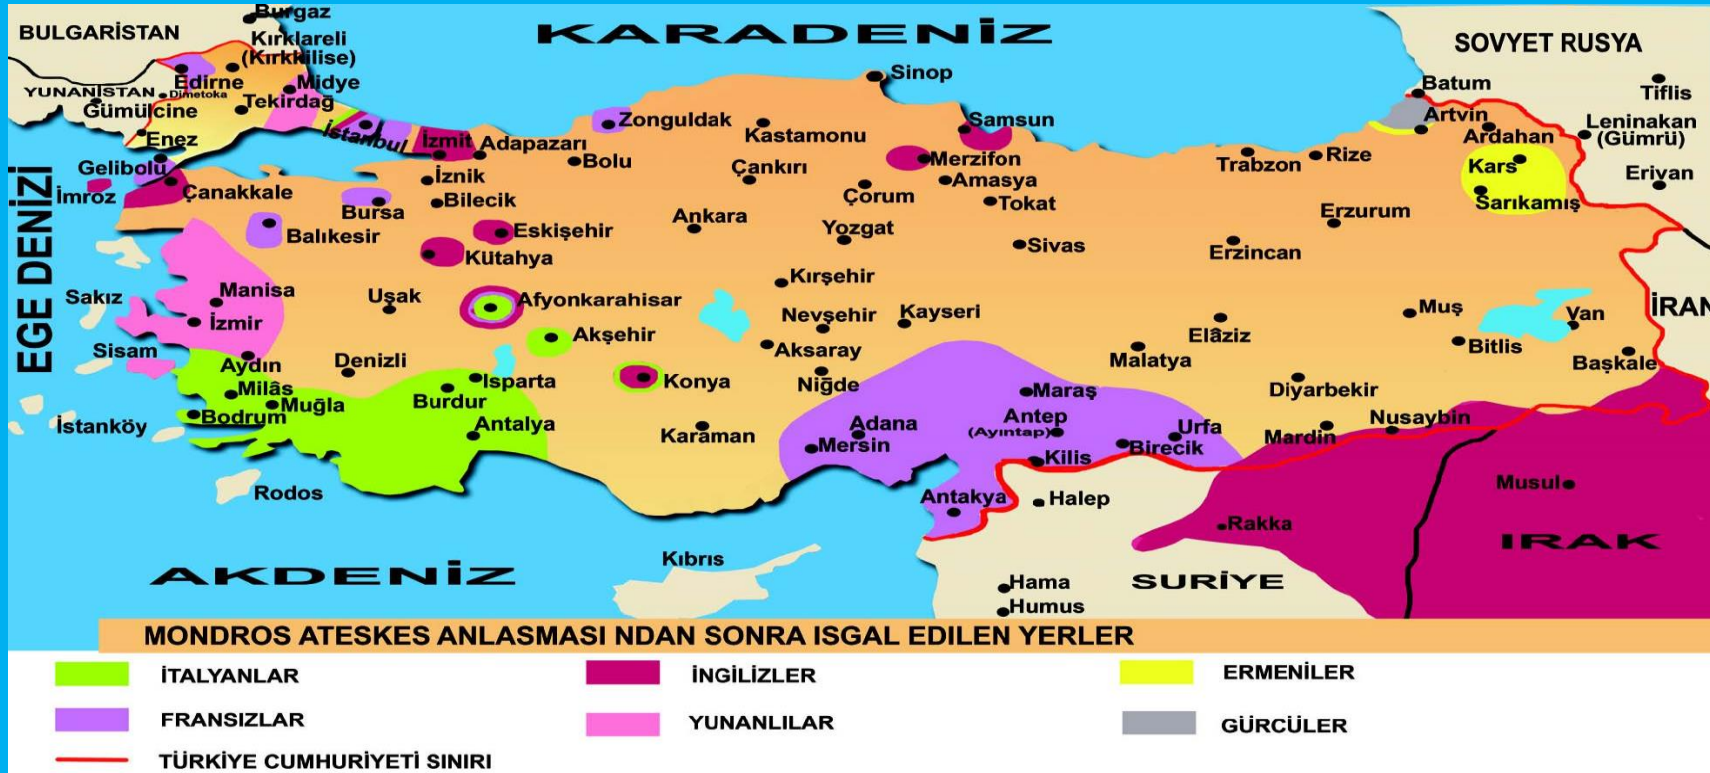 Burgaz
BULGARİSTAN
Kırklareli
(Kırkkilise)
KARADENİZ
SOVYET RUSYA
Edirne
Midye
Sinop
Batum
Tiflis
YUNANİSTAN
Dimetoka
Gümülcine
Tekirdağ
Enez
İstanbul
İzmit
Adapazarı
Zonguldak
Kastamonu
Samsun
Artvin
Ardahan
Leninakan
(Gümrü)
Gelibolu
Bolu
Çankırı
Merzifon
Trabzon
Rize
Kars
Erivan
İmroz
Çanakkale
İznik
Bilecik
Bursa
Çorum
Amasya
Tokat
Sarıkamış
EGE DENİZİ
Balıkesir
Eskişehir
Ankara
Yozgat
Sivas
Erzurum
Erzincan
Kütahya
Kırşehir
Sakız
Manisa
Uşak
Afyonkarahisar
Nevşehir
Kayseri
Elâziz
Muş
Van
İRAN
İzmir
Akşehir
Sisam
Aydın
Denizli
Aksaray
Malatya
Bitlis
Başkale
Milâs
Isparta
Konya
Niğde
Maraş
Diyarbekir
Bodrum
Muğla
Burdur
Antalya
Karaman
Adana
Mersin
Antep
(Ayıntap)
Urfa
Birecik
Mardin
Nusaybin
İstanköy
Kilis
Rodos
Antakya
Halep
Musul
Rakka
IRAK
AKDENİZ
Kıbrıs
Hama
Humus
SURİYE
MONDROS ATESKES ANLASMASI NDAN SONRA ISGAL EDILEN YERLER
İTALYANLAR
İNGİLİZLER
ERMENİLER
FRANSIZLAR
YUNANLILAR
GÜRCÜLER
TÜRKİYE CUMHURİYETİ SINIRI